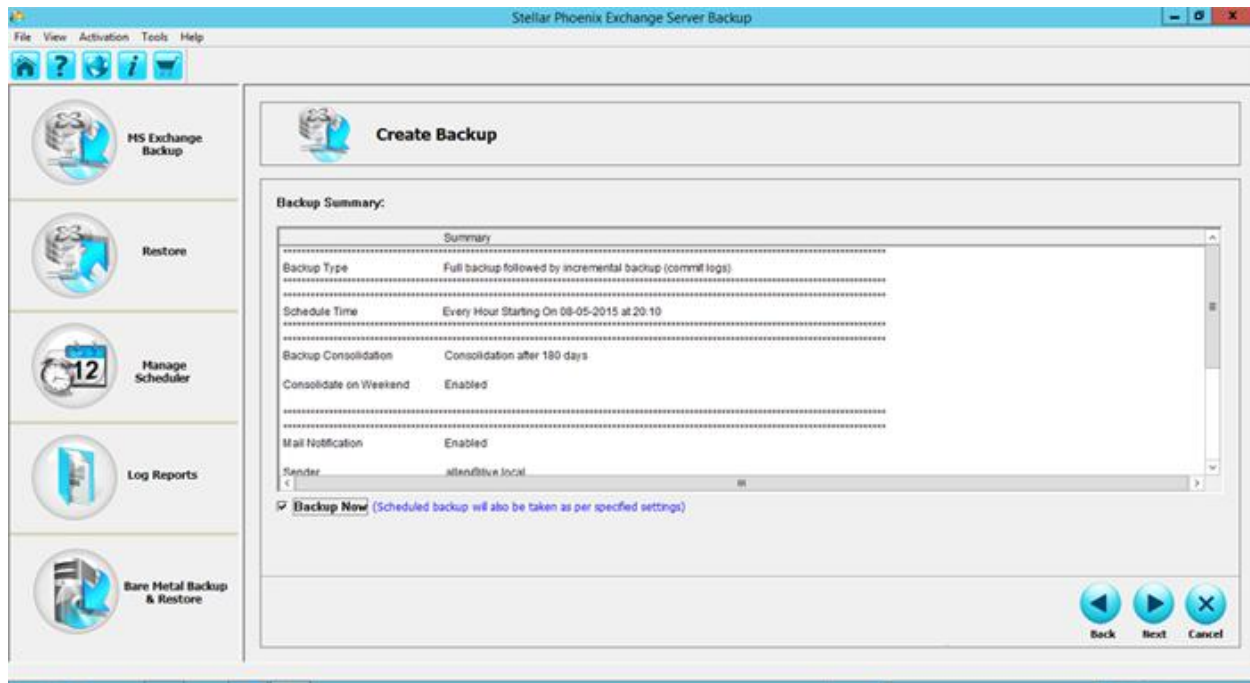 Stellar Phoenix Exchange Server Backup
File View Activation Tools Help
MS Exchange
Backup
Restore
12
Manage
Scheduler
Log Reports
Bare Metal Backup
& Restore
Create Backup
Backup Summary:
Summary
Backup Type Full backup followed by incremental backup (commit logs)
Schedule Time Every Hour Starting On 08-05-2015 at 20:10
Backup Consolidation Consolidation after 180 days
Consolidate on Weekend Enabled
Mail Notification Enabled
Sender allen@live.local
Backup Now (Scheduled backup will also be taken as per specified settings)
Back Next Cancel